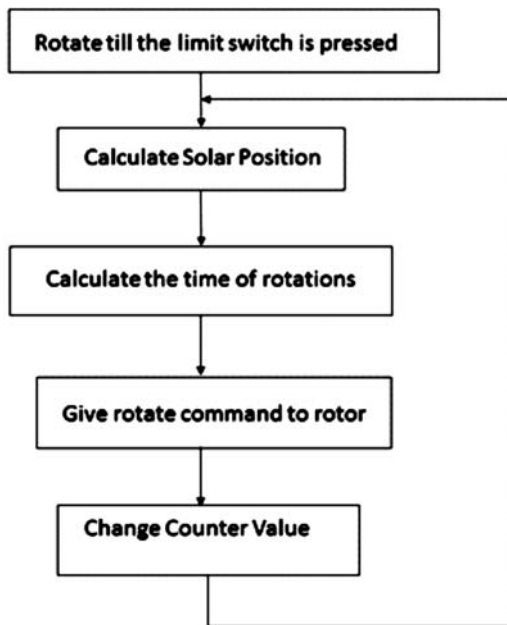 Rotate till the limit switch is pressed
Calculate Solar Position
Calculate the time of rotations
Give rotate command to rotor
Change Counter Value